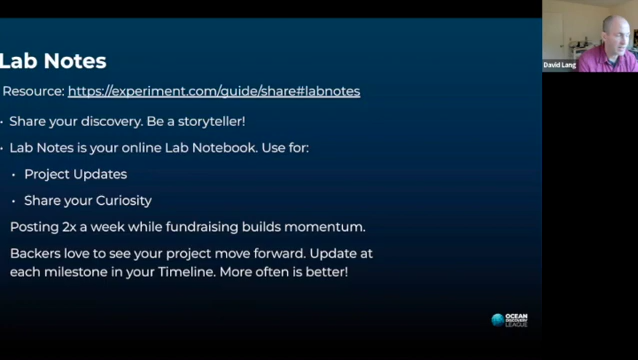 Lab Notes
Resource: https://experiment.com/guide/share#labnotes
• Share your discovery. Be a storyteller!
• Lab Notes is your online Lab Notebook. Use for:
• Project Updates
• Share your Curiosity
Posting 2x a week while fundraising builds momentum.
Backers love to see your project move forward. Update at
each milestone in your Timeline. More often is better!
David Lang
OCEAN
DISCOVERY
LEAGUE